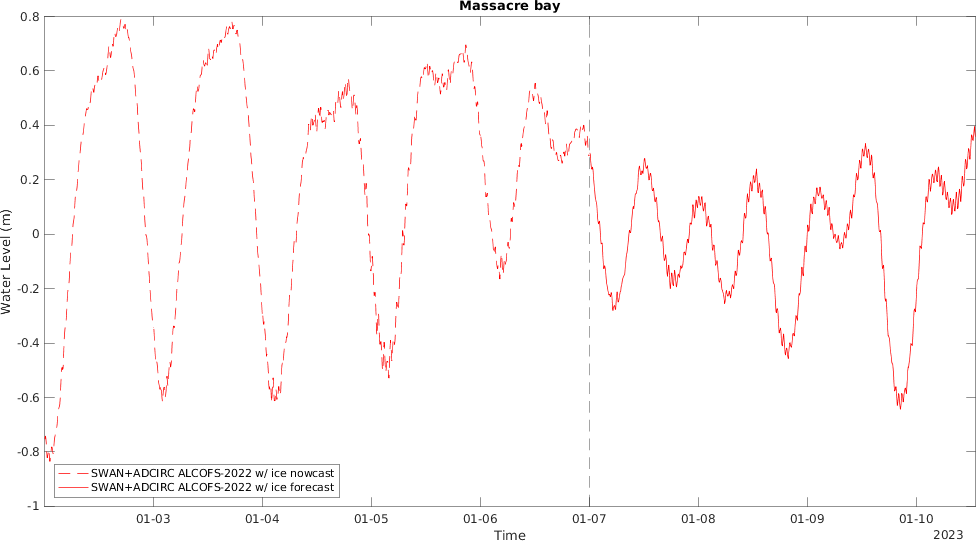 Massacre bay
0.8
0.6
0.4
0.2
0
-0.2
-0.4
-0.6
-0.8
-1
Water Level (m)
SWAN+ADCIRC ALCOFS-2022 w/ ice nowcast
SWAN+ADCIRC ALCOFS-2022 w/ ice forecast
01-03 01-04 01-05 01-06 01-07 01-08 01-09 01-10
Time
2023